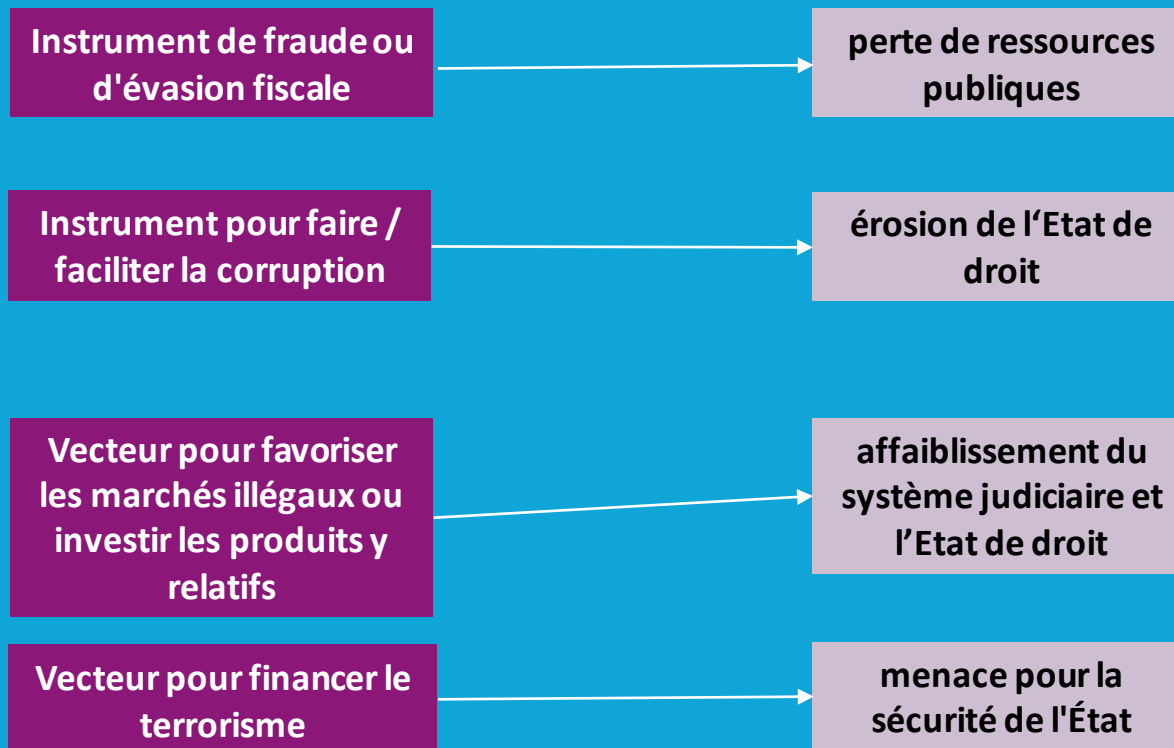 Instrument de fraude ou
d'évasion fiscale
perte de ressources
publiques
Instrument pour faire /
faciliter la corruption
érosion de l‘Etat de
droit
Vecteur pour favoriser
les marchés illégaux ou
investir les produits y
relatifs
affaiblissement du
système judiciaire et
l’Etat de droit
Vecteur pour financer le
terrorisme
menace pour la
sécurité de l'État